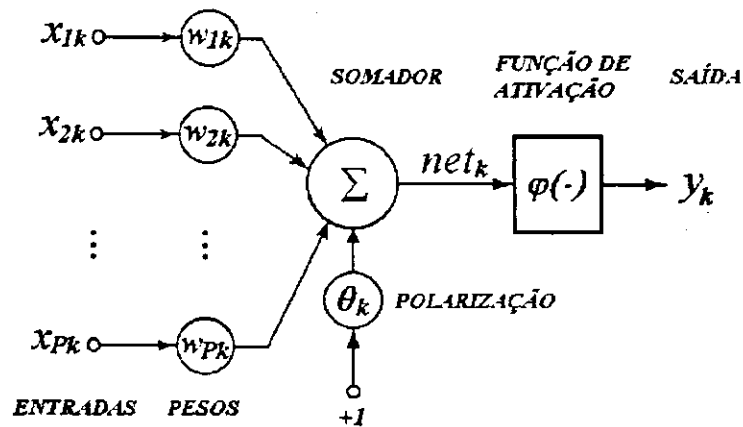 x1k w1k
SOMADOR
FUNÇÃO DE
ATIVAÇÃO
SAÍDA
x2k w2k
Σ
netk
φ(·)
yk
⋮ ⋮
θk POLARIZAÇÃO
xPk wPk
ENTRADAS PESOS
+1